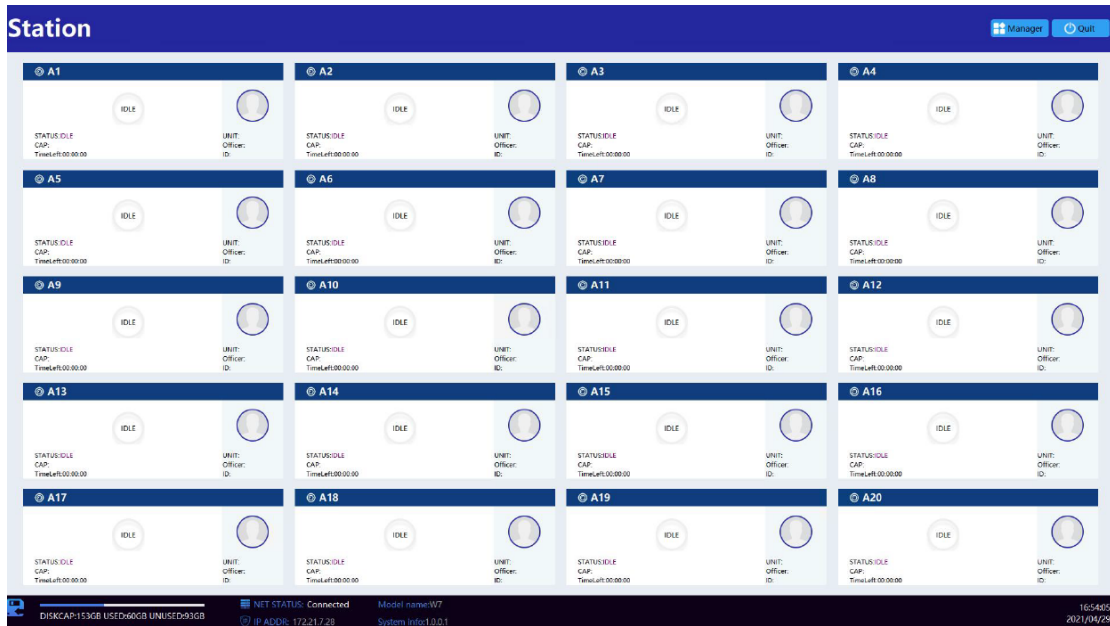 Station
Manager Quit
A1 A2 A3 A4
IDLE IDLE IDLE IDLE
STATUS:IDLE UNIT: STATUS:IDLE UNIT: STATUS:IDLE UNIT: STATUS:IDLE UNIT:
CAP: Officer: CAP: Officer: CAP: Officer: CAP: Officer:
TimeLeft:00:00:00 ID: TimeLeft:00:00:00 ID: TimeLeft:00:00:00 ID: TimeLeft:00:00:00 ID:
A5 A6 A7 A8
IDLE IDLE IDLE IDLE
STATUS:IDLE UNIT: STATUS:IDLE UNIT: STATUS:IDLE UNIT: STATUS:IDLE UNIT:
CAP: Officer: CAP: Officer: CAP: Officer: CAP: Officer:
TimeLeft:00:00:00 ID: TimeLeft:00:00:00 ID: TimeLeft:00:00:00 ID: TimeLeft:00:00:00 ID:
A9 A10 A11 A12
IDLE IDLE IDLE IDLE
STATUS:IDLE UNIT: STATUS:IDLE UNIT: STATUS:IDLE UNIT: STATUS:IDLE UNIT:
CAP: Officer: CAP: Officer: CAP: Officer: CAP: Officer:
TimeLeft:00:00:00 ID: TimeLeft:00:00:00 ID: TimeLeft:00:00:00 ID: TimeLeft:00:00:00 ID:
A13 A14 A15 A16
IDLE IDLE IDLE IDLE
STATUS:IDLE UNIT: STATUS:IDLE UNIT: STATUS:IDLE UNIT: STATUS:IDLE UNIT:
CAP: Officer: CAP: Officer: CAP: Officer: CAP: Officer:
TimeLeft:00:00:00 ID: TimeLeft:00:00:00 ID: TimeLeft:00:00:00 ID: TimeLeft:00:00:00 ID:
A17 A18 A19 A20
IDLE IDLE IDLE IDLE
STATUS:IDLE UNIT: STATUS:IDLE UNIT: STATUS:IDLE UNIT: STATUS:IDLE UNIT:
CAP: Officer: CAP: Officer: CAP: Officer: CAP: Officer:
TimeLeft:00:00:00 ID: TimeLeft:00:00:00 ID: TimeLeft:00:00:00 ID: TimeLeft:00:00:00 ID:
NET STATUS: Connected Model name:W7 16:54:05
DISKCAP:153GB USED:60GB UNUSED:93GB IP ADDR: 172.21.7.28 System Info:1.0.0.1 2021/04/29